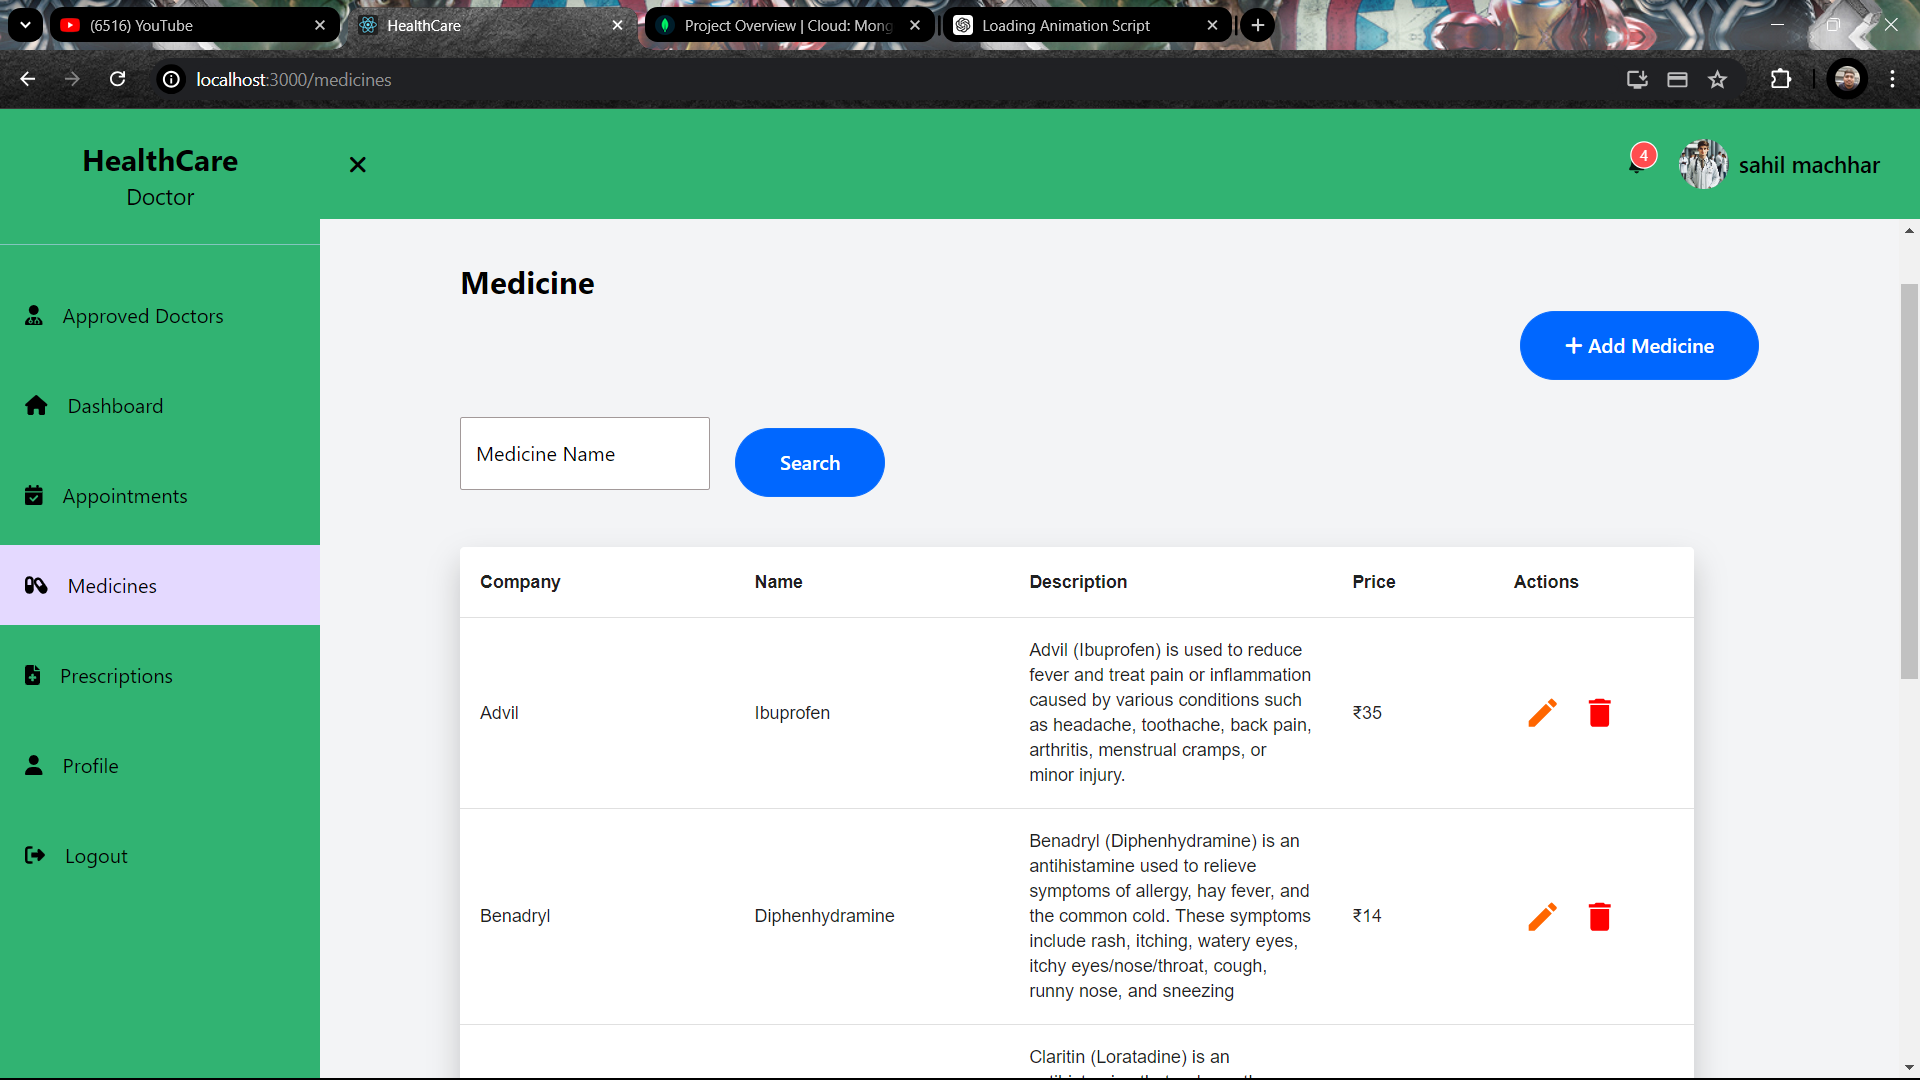 (6516) YouTube
HealthCare
Project Overview | Cloud: Mong
Loading Animation Script
localhost:3000/medicines
HealthCare
Doctor
4
sahil machhar
Approved Doctors
Dashboard
Appointments
Medicines
Prescriptions
Profile
Logout
Medicine
+ Add Medicine
Medicine Name
Search
Company Name Description Price Actions
Advil
Ibuprofen
Advil (Ibuprofen) is used to reduce
fever and treat pain or inflammation
caused by various conditions such
as headache, toothache, back pain,
arthritis, menstrual cramps, or
minor injury.
₹35
Benadryl
Diphenhydramine
Benadryl (Diphenhydramine) is an
antihistamine used to relieve
symptoms of allergy, hay fever, and
the common cold. These symptoms
include rash, itching, watery eyes,
itchy eyes/nose/throat, cough,
runny nose, and sneezing
₹14
Claritin (Loratadine) is an